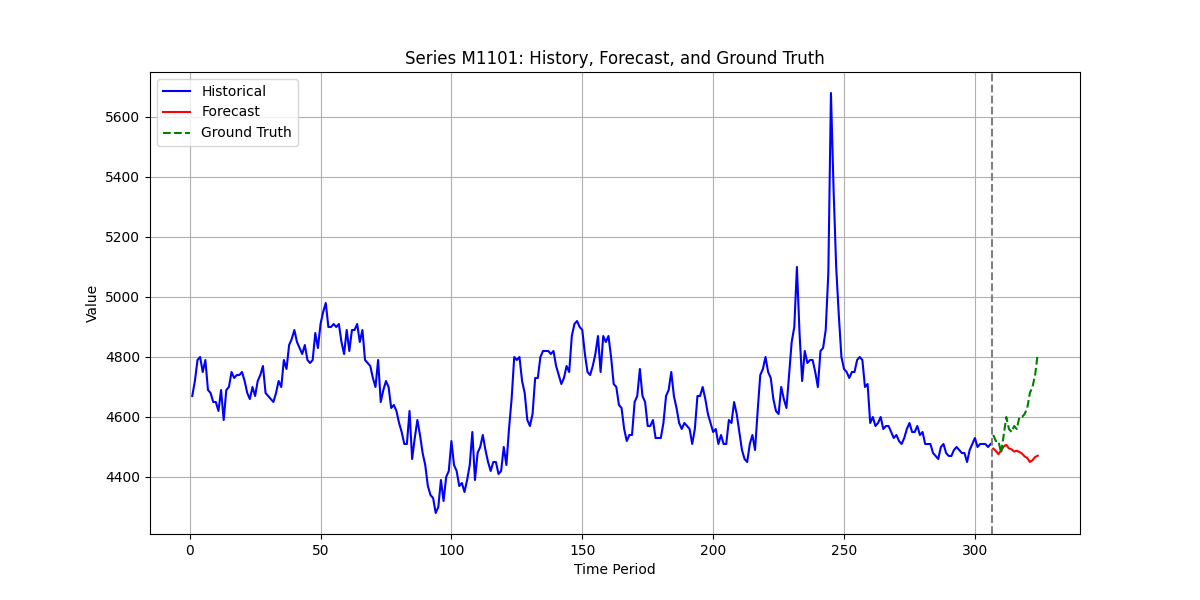 Series M1101: History, Forecast, and Ground Truth
Historical
Forecast
Ground Truth
5600
5400
5200
5000
4800
4600
4400
Value
0 50 100 150 200 250 300
Time Period